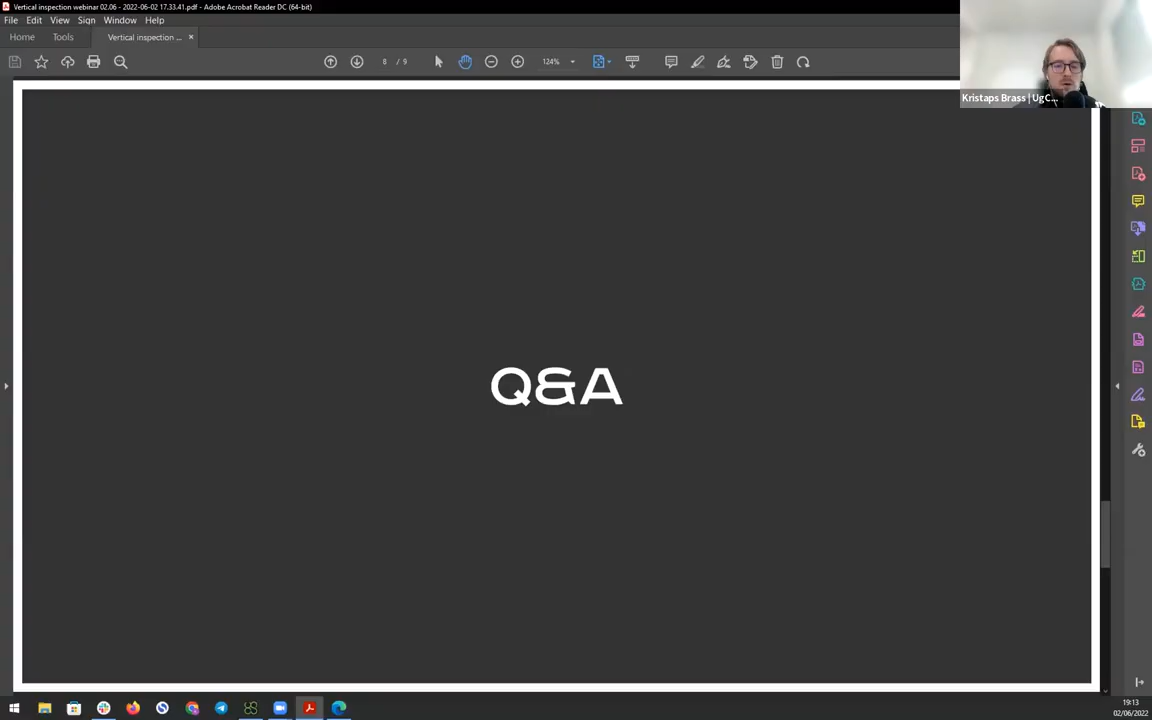 Vertical inspection webinar 02.06 - 2022-06-02 17.33.41.pdf - Adobe Acrobat Reader DC (64-bit)
File Edit View Sign Window Help
Home Tools Vertical inspection ... ×
8 / 9 124%
Kristaps Brass | UgC...
Q&A
19:13
02/06/2022